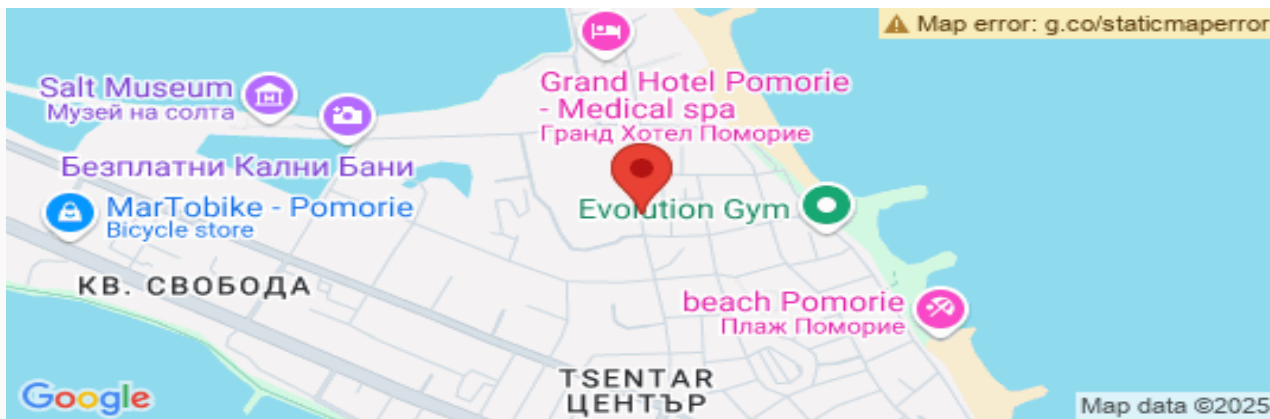 Map error: g.co/staticmaperror
Grand Hotel Pomorie
- Medical spa
Гранд Хотел Поморие
Salt Museum
Музей на солта
Безплатни Кални Бани
MarTobike - Pomorie
Bicycle store
Evolution Gym
КВ. СВОБОДА
beach Pomorie
Плаж Поморие
TSENTAR
ЦЕНТЪР
Google
Map data ©2025